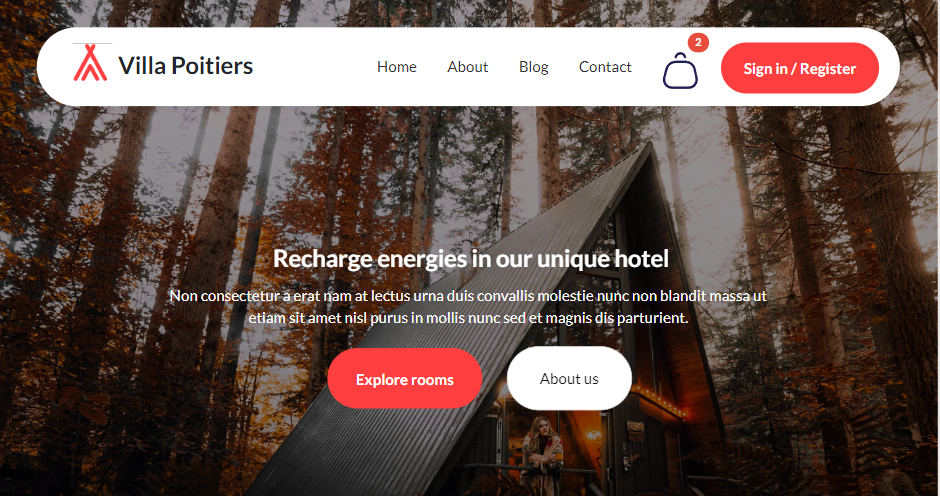 Villa Poitiers
Home
About
Blog
Contact
2
Sign in / Register
Recharge energies in our unique hotel
Non consectetur a erat nam at lectus urna duis convallis molestie nunc non blandit massa ut
etiam sit amet nisl purus in mollis nunc sed et magnis dis parturient.
Explore rooms
About us